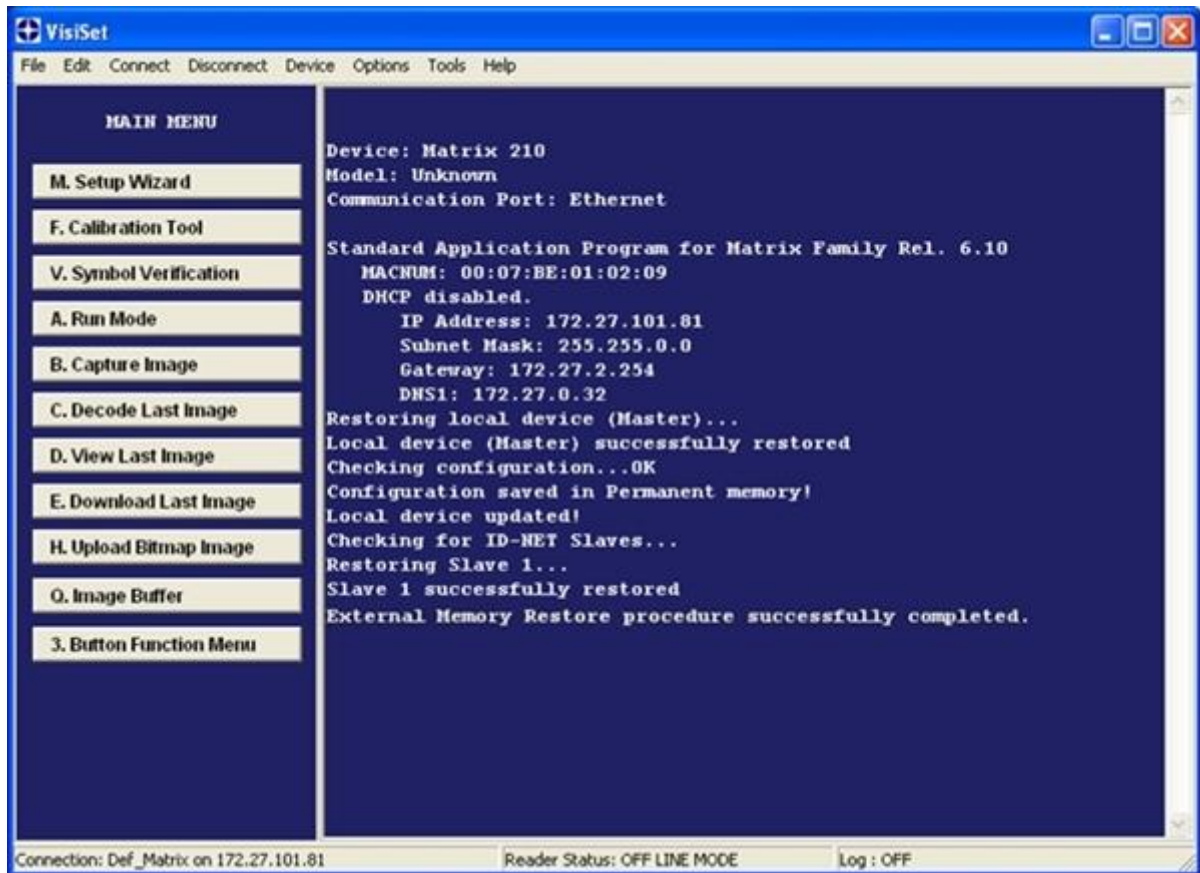 VisiSet
File Edit Connect Disconnect Device Options Tools Help
MAIN MENU
M. Setup Wizard
F. Calibration Tool
V. Symbol Verification
A. Run Mode
B. Capture Image
C. Decode Last Image
D. View Last Image
E. Download Last Image
H. Upload Bitmap Image
Q. Image Buffer
3. Button Function Menu
Device: Matrix 210
Model: Unknown
Communication Port: Ethernet
Standard Application Program for Matrix Family Rel. 6.10
MACNUM: 00:07:BE:01:02:09
DHCP disabled.
IP Address: 172.27.101.81
Subnet Mask: 255.255.0.0
Gateway: 172.27.2.254
DNS1: 172.27.0.32
Restoring local device (Master)...
Local device (Master) successfully restored
Checking configuration...OK
Configuration saved in Permanent memory!
Local device updated!
Checking for ID-NET Slaves...
Restoring Slave 1...
Slave 1 successfully restored
External Memory Restore procedure successfully completed.
Connection: Def_Matrix on 172.27.101.81
Reader Status: OFF LINE MODE
Log : OFF